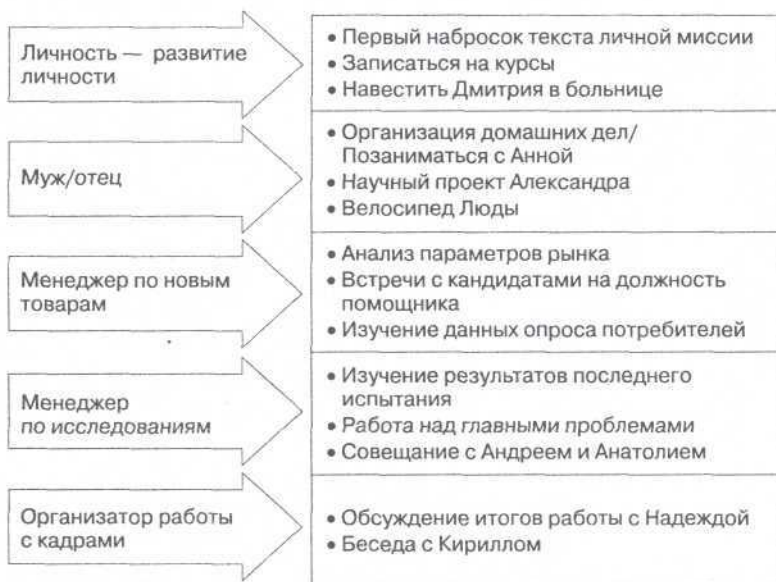 Личность — развитие
личности
• Первый набросок текста личной миссии
• Записаться на курсы
• Навестить Дмитрия в больнице
Муж/отец
• Организация домашних дел/
Позаниматься с Анной
• Научный проект Александра
• Велосипед Люды
Менеджер по новым
товарам
• Анализ параметров рынка
• Встречи с кандидатами на должность
помощника
• Изучение данных опроса потребителей
Менеджер
по исследованиям
• Изучение результатов последнего
испытания
• Работа над главными проблемами
• Совещание с Андреем и Анатолием
Организатор работы
с кадрами
• Обсуждение итогов работы с Надеждой
• Беседа с Кириллом